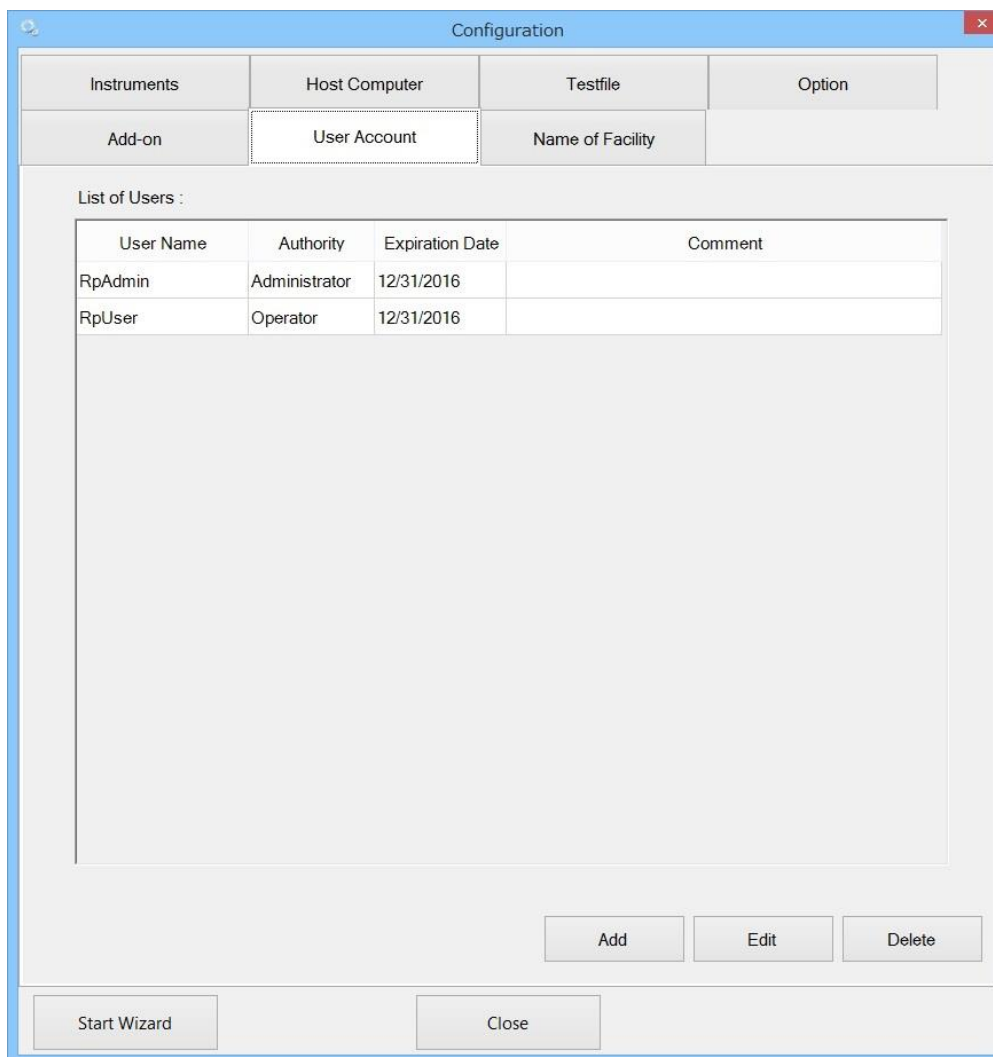 Configuration
Instruments Host Computer Testfile Option
Add-on User Account Name of Facility
List of Users :
User Name Authority Expiration Date Comment
RpAdmin Administrator 12/31/2016
RpUser Operator 12/31/2016
Add Edit Delete
Start Wizard Close